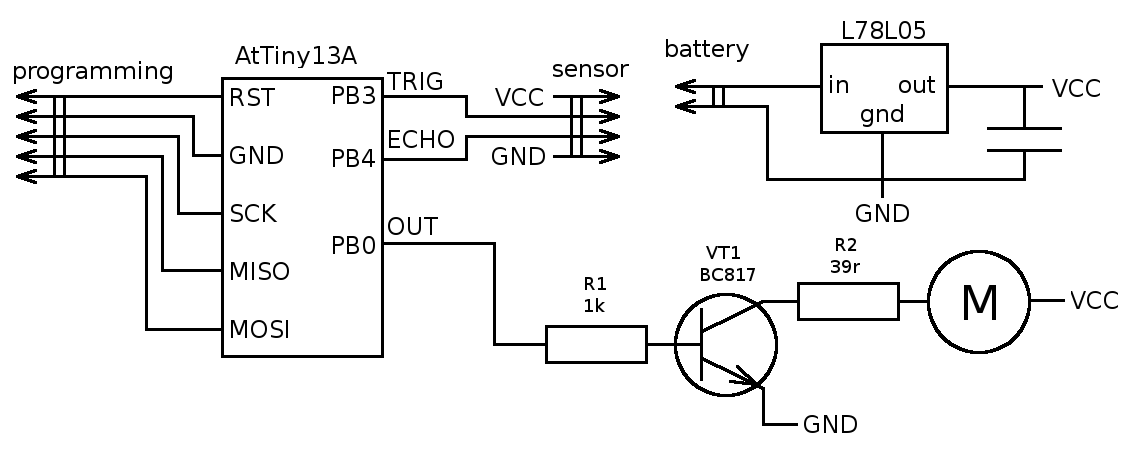 programming
AtTiny13A
RST
GND
SCK
MISO
MOSI
PB3
PB4
PB0
TRIG
ECHO
OUT
sensor
VCC
GND
battery
L78L05
in
out
gnd
VCC
GND
R1
1k
VT1
BC817
R2
39r
M
VCC
GND